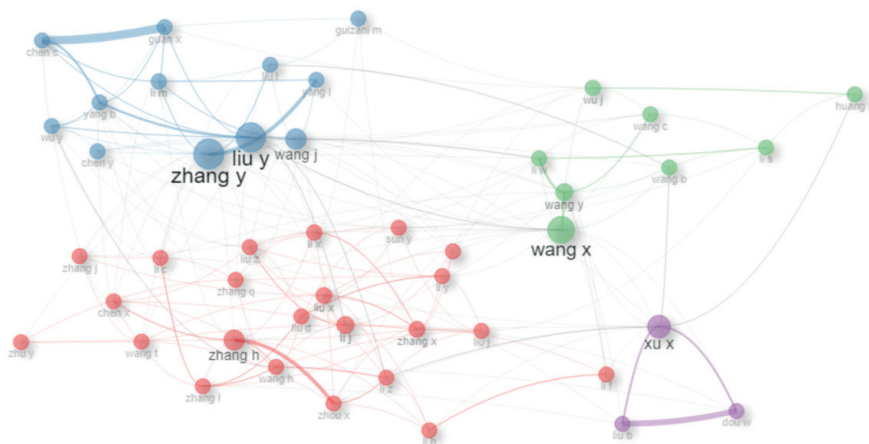 guizani m
guan x
chen c
liu l
li m
yang l
yang b
wu j
huang
wang c
wu y
liu y
wang j
chen y
zhang y
li w
li s
wang b
wang y
wang x
sun y
li x
liu z
zhang j
li c
zhang q
li y
liu x
chen x
liu d
li j
zhang x
liu j
xu x
zhu y
wang t
zhang h
wang h
li z
li f
zhang l
zhou x
dou w
liu b